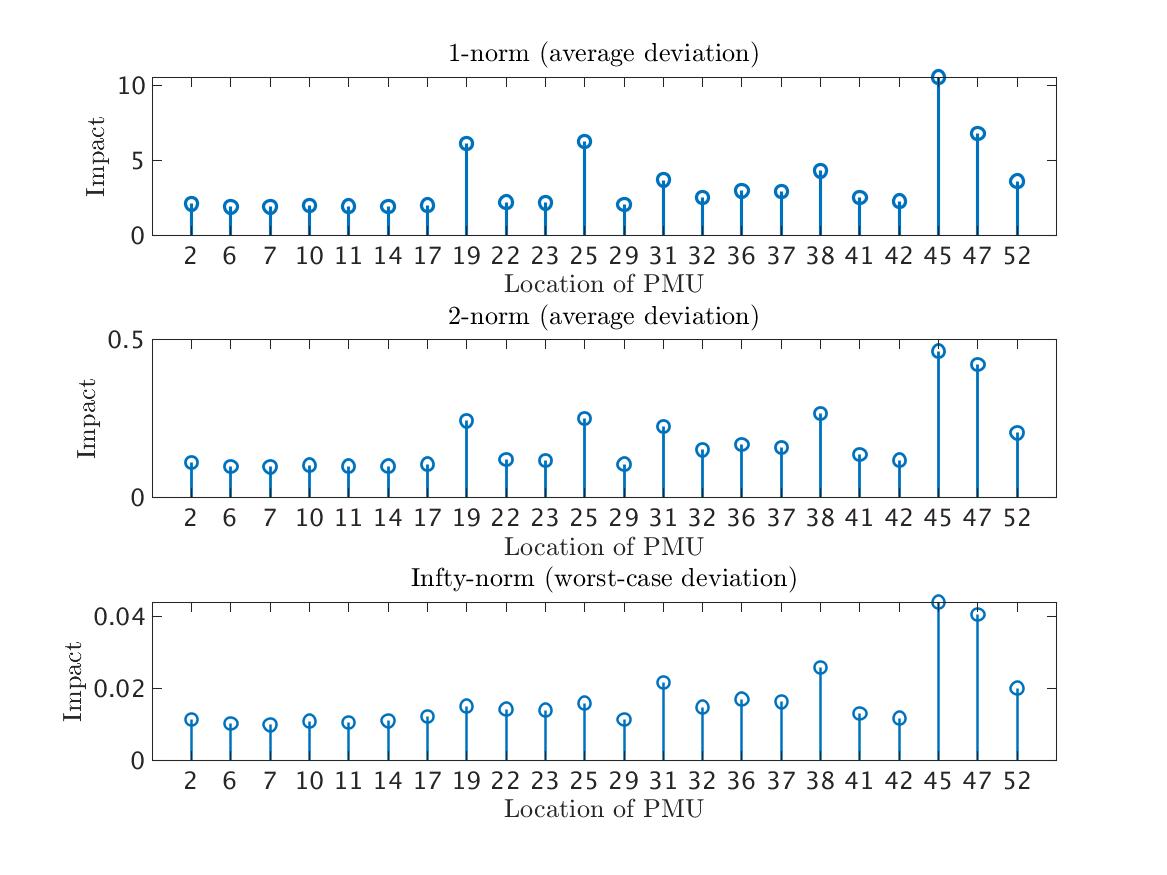 1-norm (average deviation)
10
5
0
Impact
2 6 7 10 11 14 17 19 22 23 25 29 31 32 36 37 38 41 42 45 47 52
Location of PMU
2-norm (average deviation)
0.5
0
Impact
2 6 7 10 11 14 17 19 22 23 25 29 31 32 36 37 38 41 42 45 47 52
Location of PMU
Infty-norm (worst-case deviation)
0.04
0.02
0
Impact
2 6 7 10 11 14 17 19 22 23 25 29 31 32 36 37 38 41 42 45 47 52
Location of PMU